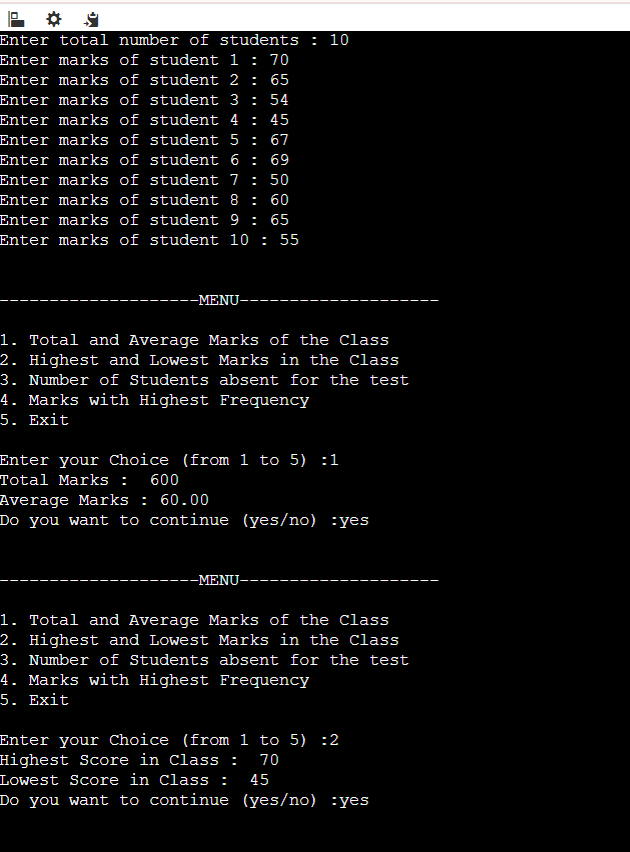 Enter total number of students : 10
Enter marks of student 1 : 70
Enter marks of student 2 : 65
Enter marks of student 3 : 54
Enter marks of student 4 : 45
Enter marks of student 5 : 67
Enter marks of student 6 : 69
Enter marks of student 7 : 50
Enter marks of student 8 : 60
Enter marks of student 9 : 65
Enter marks of student 10 : 55
--------------------MENU--------------------
1. Total and Average Marks of the Class
2. Highest and Lowest Marks in the Class
3. Number of Students absent for the test
4. Marks with Highest Frequency
5. Exit
Enter your Choice (from 1 to 5) :1
Total Marks :  600
Average Marks : 60.00
Do you want to continue (yes/no) :yes
--------------------MENU--------------------
1. Total and Average Marks of the Class
2. Highest and Lowest Marks in the Class
3. Number of Students absent for the test
4. Marks with Highest Frequency
5. Exit
Enter your Choice (from 1 to 5) :2
Highest Score in Class :  70
Lowest Score in Class :  45
Do you want to continue (yes/no) :yes